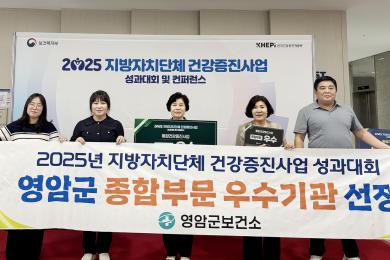 보건복지부
KHEPI 한국건강증진개발원
2025 지방자치단체 건강증진사업
성과대회 및 컨퍼런스
우수
2025년 지방자치단체 건강증진사업 성과대회
영암군 종합부문 우수기관 선정
영암군보건소